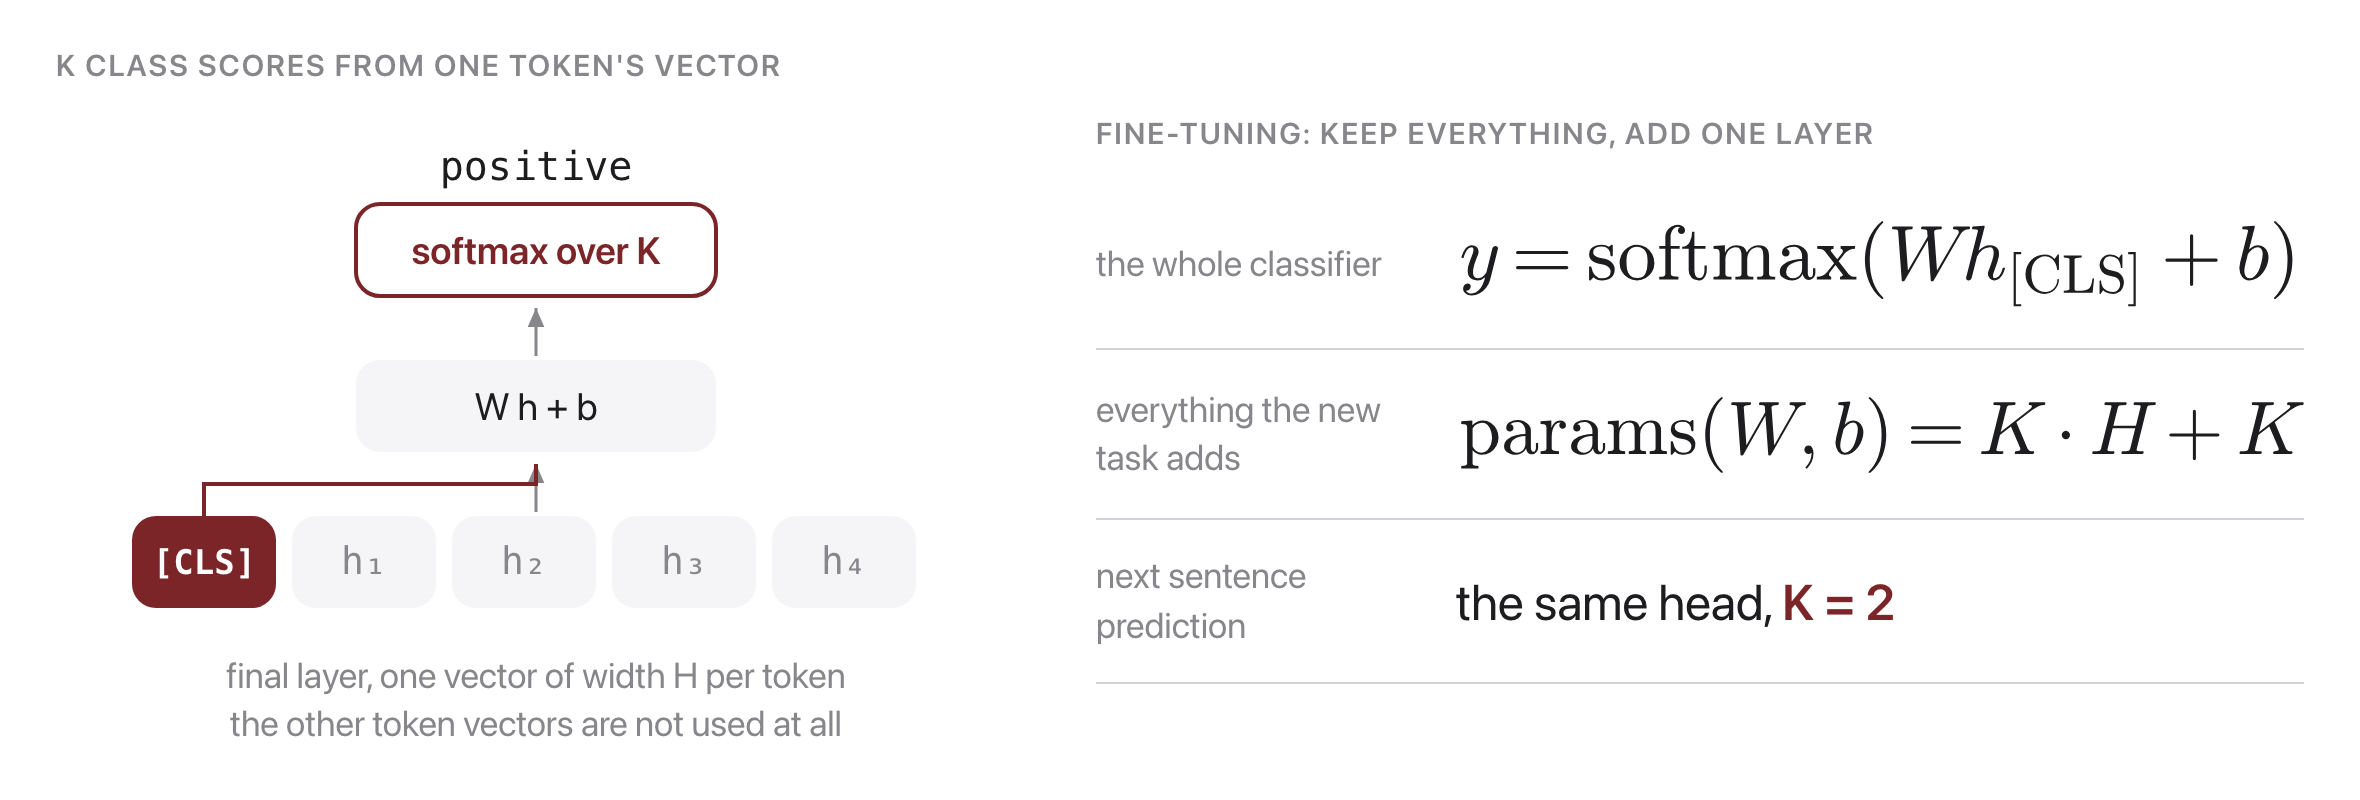 K CLASS SCORES FROM ONE TOKEN'S VECTOR
positive
softmax over K
W h + b
[CLS] h₁ h₂ h₃ h₄
final layer, one vector of width H per token
the other token vectors are not used at all
FINE-TUNING: KEEP EVERYTHING, ADD ONE LAYER
the whole classifier y = softmax(Wh_[CLS] + b)
everything the new
task adds
params(W, b) = K · H + K
next sentence
prediction
the same head, K = 2